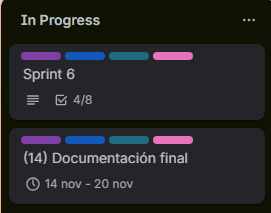 In Progress
Sprint 6
4/8
(14) Documentación final
14 nov - 20 nov